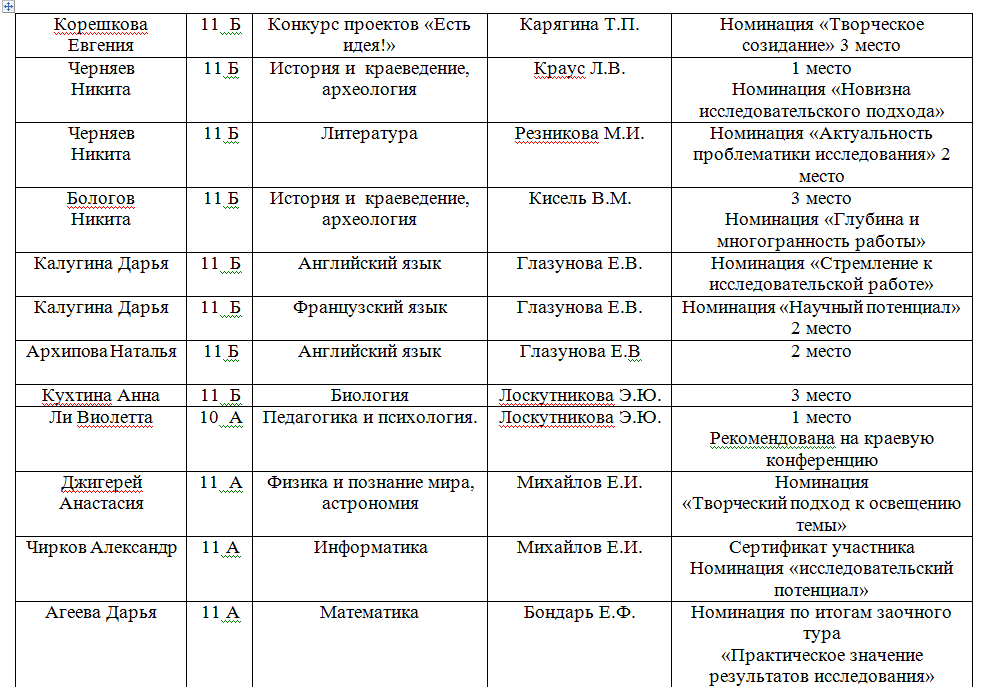 Корешкова 11 Б Конкурс проектов «Есть Карягина Т.П. Номинация «Творческое
Евгения идея!» созидание» 3 место
Черняев 11 Б История и краеведение, Краус Л.В. 1 место
Никита археология Номинация «Новизна
исследовательского подхода»
Черняев 11 Б Литература Резникова М.И. Номинация «Актуальность
Никита проблематики исследования» 2
место
Бологов 11 Б История и краеведение, Кисель В.М. 3 место
Никита археология Номинация «Глубина и
многогранность работы»
Калугина Дарья 11 Б Английский язык Глазунова Е.В. Номинация «Стремление к
исследовательской работе»
Калугина Дарья 11 Б Французский язык Глазунова Е.В. Номинация «Научный потенциал»
2 место
Архипова Наталья 11 Б Английский язык Глазунова Е.В 2 место
Кухтина Анна 11 Б Биология Лоскутникова Э.Ю. 3 место
Ли Виолетта 10 А Педагогика и психология. Лоскутникова Э.Ю. 1 место
Рекомендована на краевую
конференцию
Джигерей 11 А Физика и познание мира, Михайлов Е.И. Номинация
Анастасия астрономия «Творческий подход к освещению
темы»
Чирков Александр 11 А Информатика Михайлов Е.И. Сертификат участника
Номинация «исследовательский
потенциал»
Агеева Дарья 11 А Математика Бондарь Е.Ф. Номинация по итогам заочного
тура
«Практическое значение
результатов исследования»